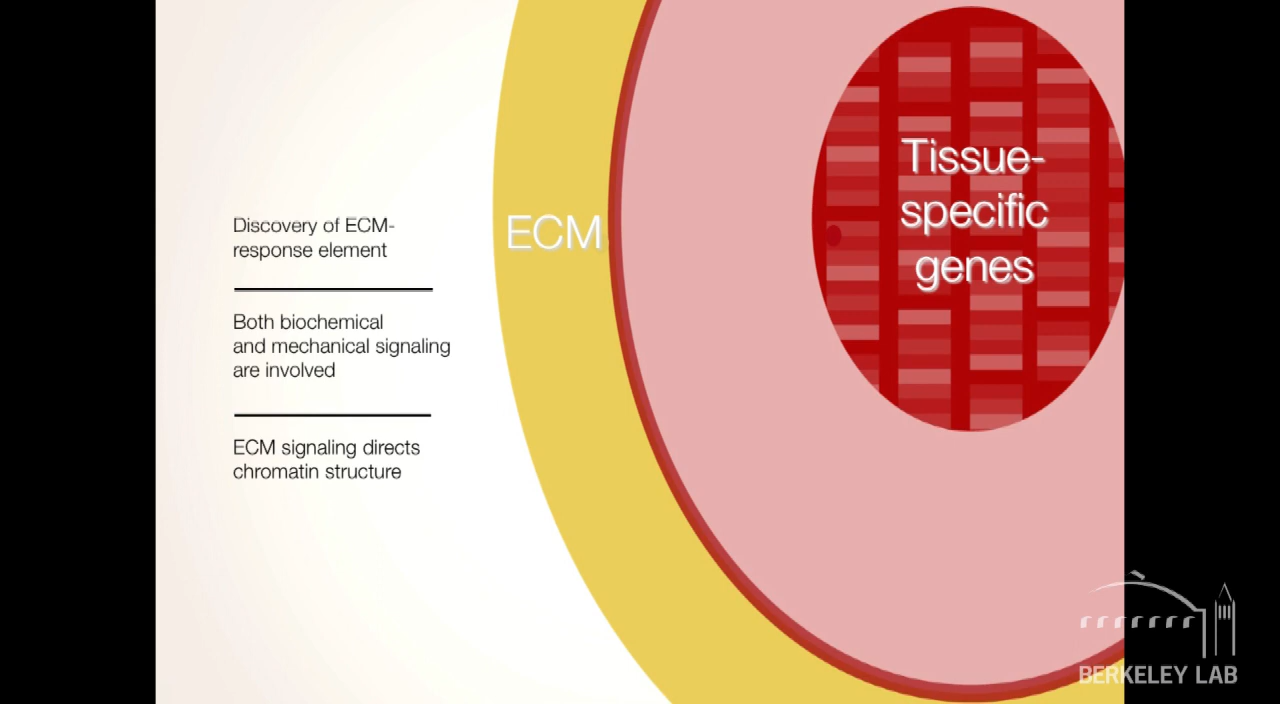 Discovery of ECM-
response element
Both biochemical
and mechanical signaling
are involved
ECM signaling directs
chromatin structure
ECM
Tissue-
specific
genes
BERKELEY LAB